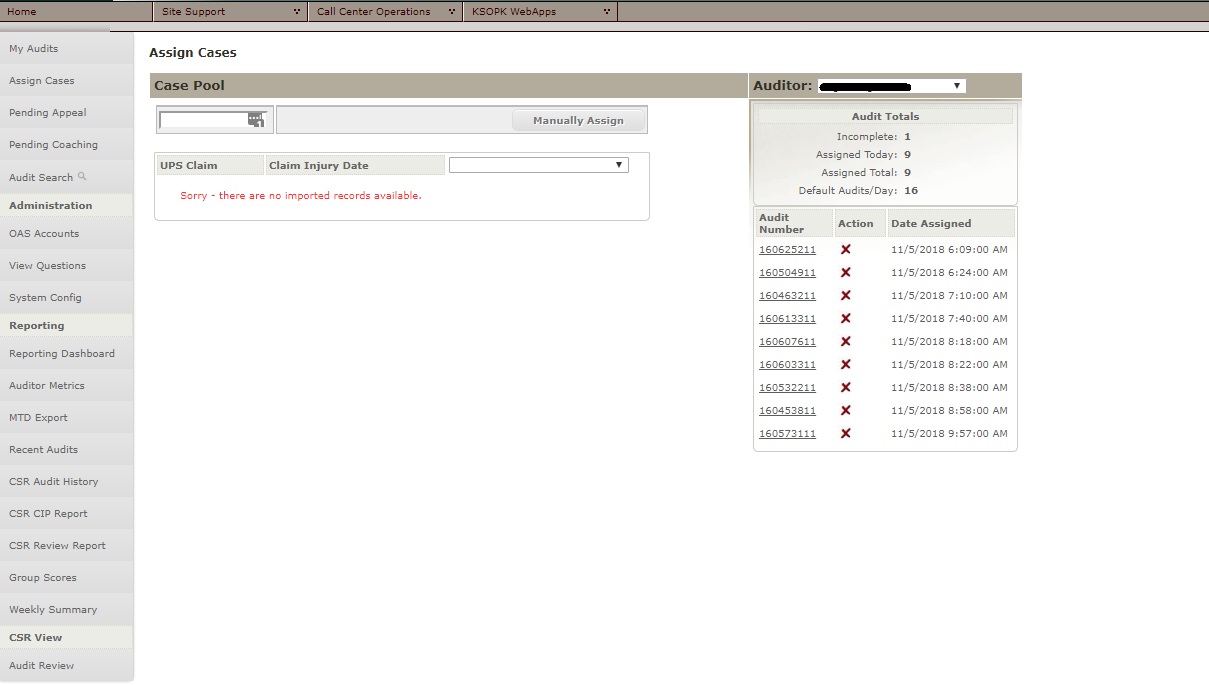 Home
Site Support
Call Center Operations
KSOPK WebApps
My Audits
Assign Cases
Pending Appeal
Pending Coaching
Audit Search
Administration
OAS Accounts
View Questions
System Config
Reporting
Reporting Dashboard
Auditor Metrics
MTD Export
Recent Audits
CSR Audit History
CSR CIP Report
CSR Review Report
Group Scores
Weekly Summary
CSR View
Audit Review
Assign Cases
Case Pool
Manually Assign
UPS Claim Claim Injury Date
Sorry - there are no imported records available.
Auditor:
Audit Totals
Incomplete: 1
Assigned Today: 9
Assigned Total: 9
Default Audits/Day: 16
Audit
Number Action Date Assigned
160625211 11/5/2018 6:09:00 AM
160504911 11/5/2018 6:24:00 AM
160463211 11/5/2018 7:10:00 AM
160613311 11/5/2018 7:40:00 AM
160607611 11/5/2018 8:18:00 AM
160603311 11/5/2018 8:22:00 AM
160532211 11/5/2018 8:38:00 AM
160453811 11/5/2018 8:58:00 AM
160573111 11/5/2018 9:57:00 AM